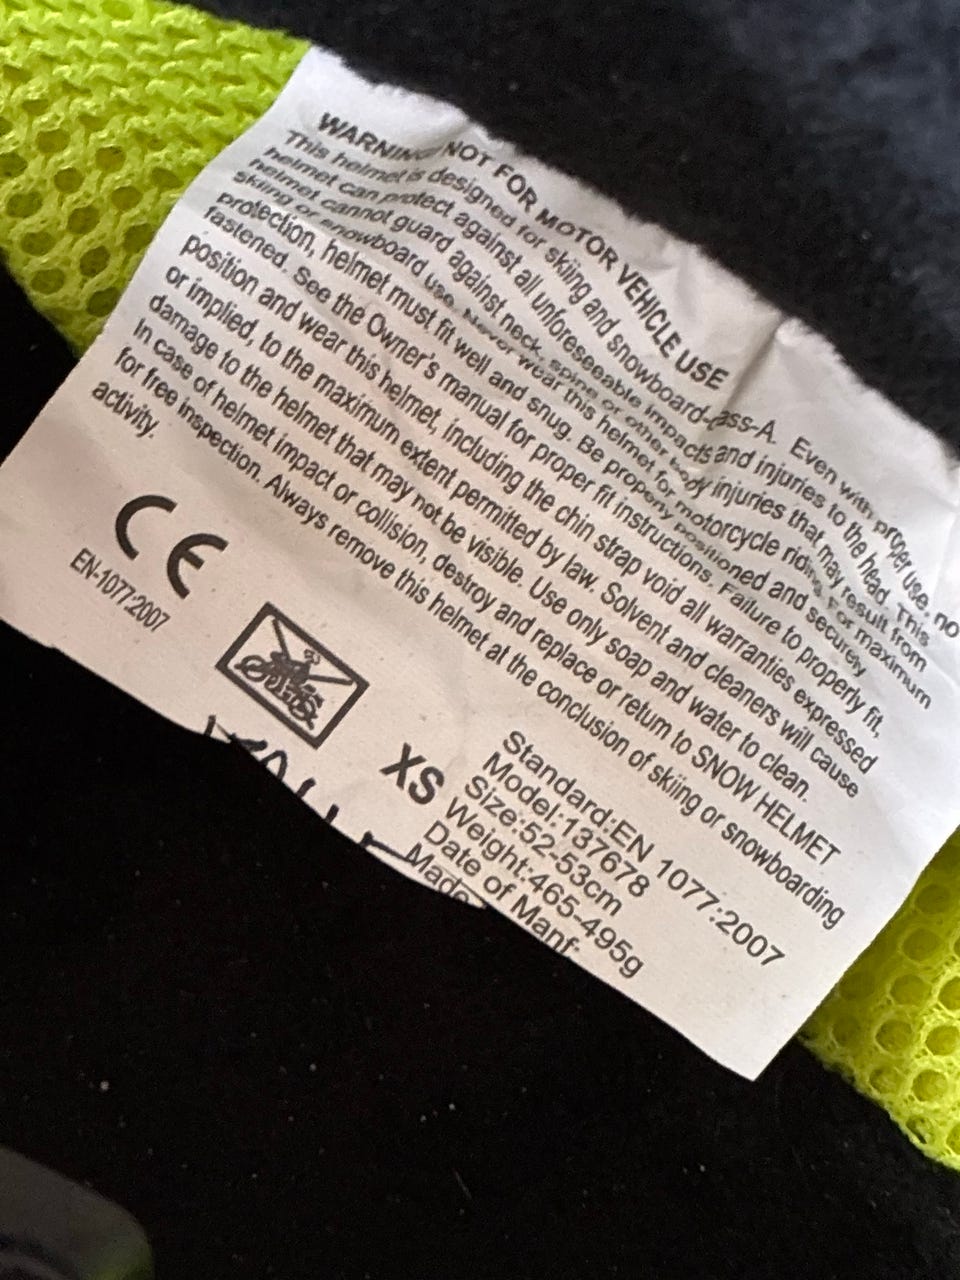 WARNING NOT FOR MOTOR VEHICLE USE
This helmet is designed for skiing and snowboard- ass-A. Even with proper use, no
helmet can protect against all unforeseeable impacts and injuries to the head. This
helmet cannot guard against neck, spine or other body injuries that may result from
skiing or snowboard use. Never wear this helmet for motorcycle riding. For maximum
protection, helmet must fit well and snug. Be properly positioned and securely
fastened. See the Owner's manual for proper fit instructions. Failure to properly fit,
position and wear this helmet, including the chin strap void all warranties expressed
or implied, to the maximum extent permitted by law. Solvent and cleaners will cause
damage to the helmet that may not be visible. Use only soap and water to clean.
In case of helmet impact or collision, destroy and replace or return to SNOW HELMET
for free inspection. Always remove this helmet at the conclusion of skiing or snowboarding
activity.
CE
EN-1077:2007
XS
Standard:EN 1077:2007
Model:137678
Size:52-53cm
Weight:465-495g
Date of Manf.
Made